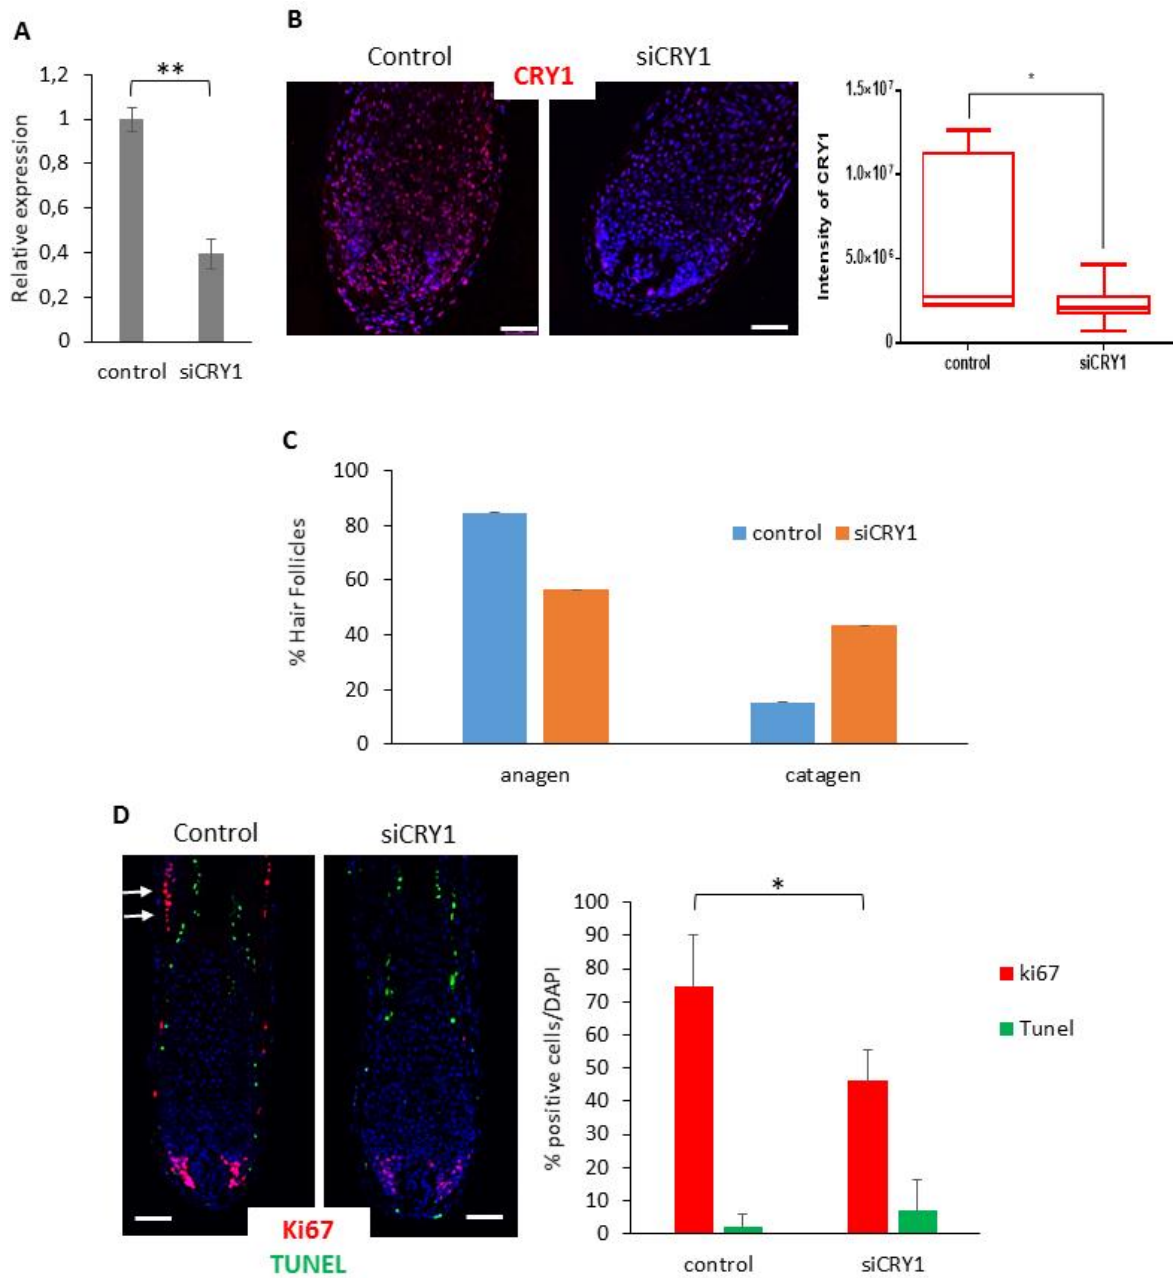 A
**
1,2
1
0,8
0,6
0,4
0,2
0
Relative expression
control siCRY1
B
Control siCRY1
CRY1
*
1.5×10⁷
1.0×10⁷
5.0×10⁶
0
Intensity of CRY1
control siCRY1
C
100
80
60
40
20
0
% Hair Follicles
control siCRY1
anagen catagen
D
Control siCRY1
Ki67
TUNEL
*
100
90
80
70
60
50
40
30
20
10
0
% positive cells/DAPI
ki67
Tunel
control siCRY1